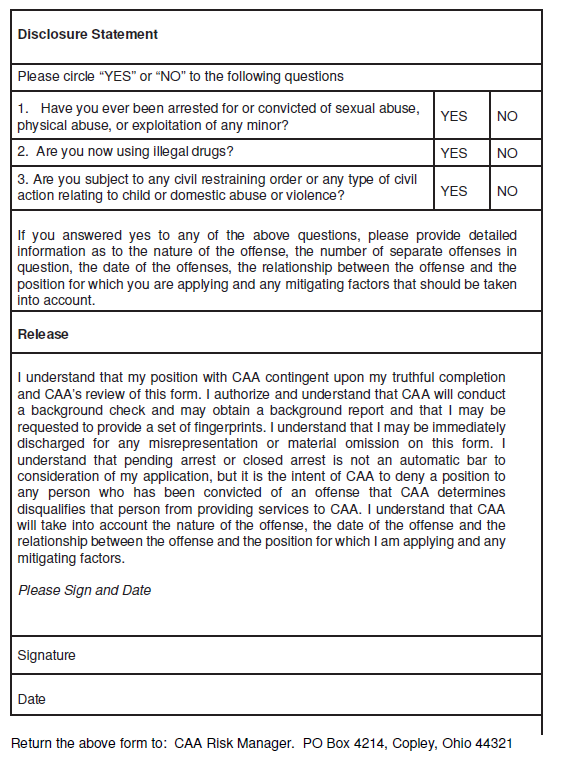 Disclosure Statement
Please circle “YES” or “NO” to the following questions
1.   Have you ever been arrested for or convicted of sexual abuse,
physical abuse, or exploitation of any minor?
YES
NO
2.  Are you now using illegal drugs?
YES
NO
3. Are you subject to any civil restraining order or any type of civil
action relating to child or domestic abuse or violence?
YES
NO
If you answered yes to any of the above questions, please provide detailed
information as to the nature of the offense, the number of separate offenses in
question, the date of the offenses, the relationship between the offense and the
position for which you are applying and any mitigating factors that should be taken
into account.
Release
I understand that my position with CAA contingent upon my truthful completion
and CAA's review of this form. I authorize and understand that CAA will conduct
a background check and may obtain a background report and that I may be
requested to provide a set of fingerprints. I understand that I may be immediately
discharged for any misrepresentation or material omission on this form. I
understand that pending arrest or closed arrest is not an automatic bar to
consideration of my application, but it is the intent of CAA to deny a position to
any person who has been convicted of an offense that CAA determines
disqualifies that person from providing services to CAA. I understand that CAA
will take into account the nature of the offense, the date of the offense and the
relationship between the offense and the position for which I am applying and any
mitigating factors.
Please Sign and Date
Signature
Date
Return the above form to:  CAA Risk Manager.  PO Box 4214, Copley, Ohio 44321